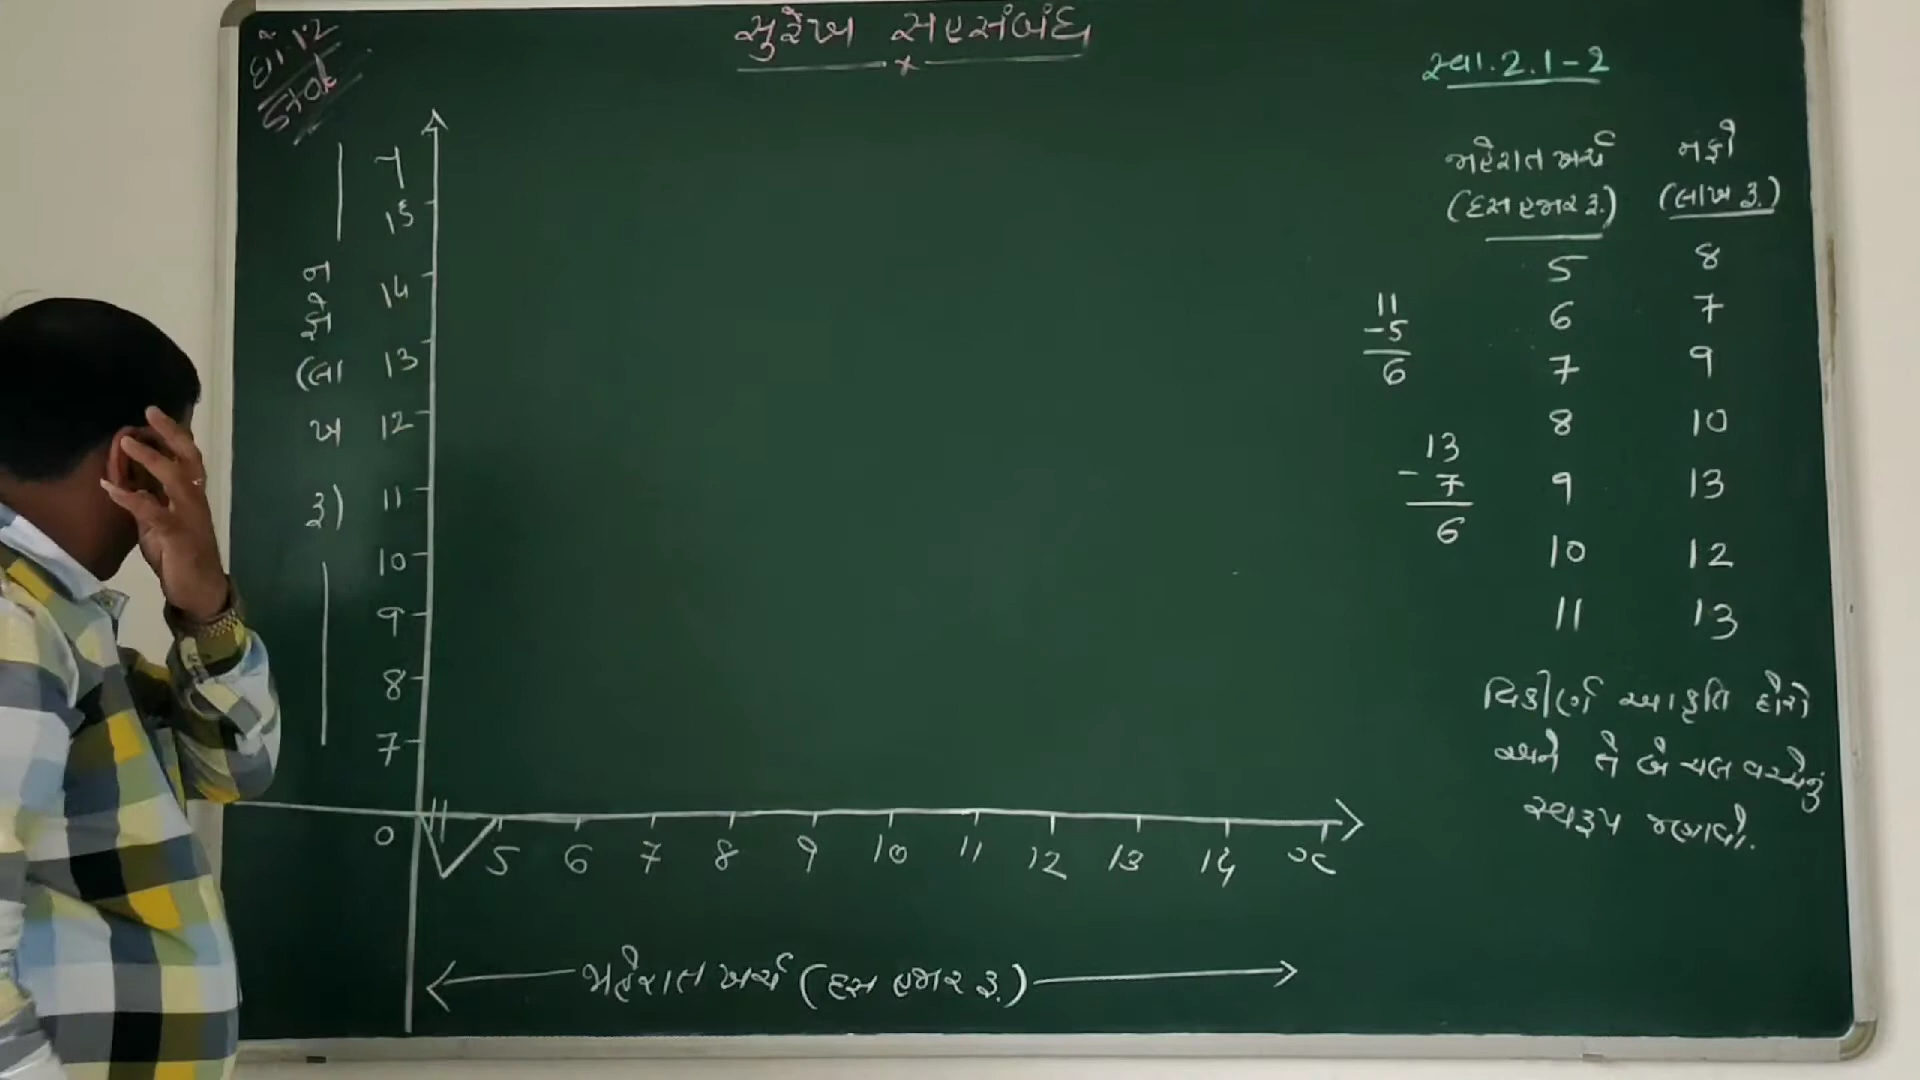 સુરેખ સહસંબંધ
ધો.12
સ્વા.2.1-2
જાહેરાત ખર્ચ નફો
(દસ હજાર રૂ.) (લાખ રૂ.)
5 8
6 7
7 9
8 10
9 13
10 12
11 13
11
-5
6
13
-7
6
વિકીર્ણ આકૃતિ દોરો
અને તે બે ચલ વચ્ચેનું
સ્વરૂપ જણાવો.
y
15
14
13
12
11
10
9
8
7
નફો
(લા
ખ
રૂ)
0 5 6 7 8 9 10 11 12 13 14 x
જાહેરાત ખર્ચ (દસ હજાર રૂ.)